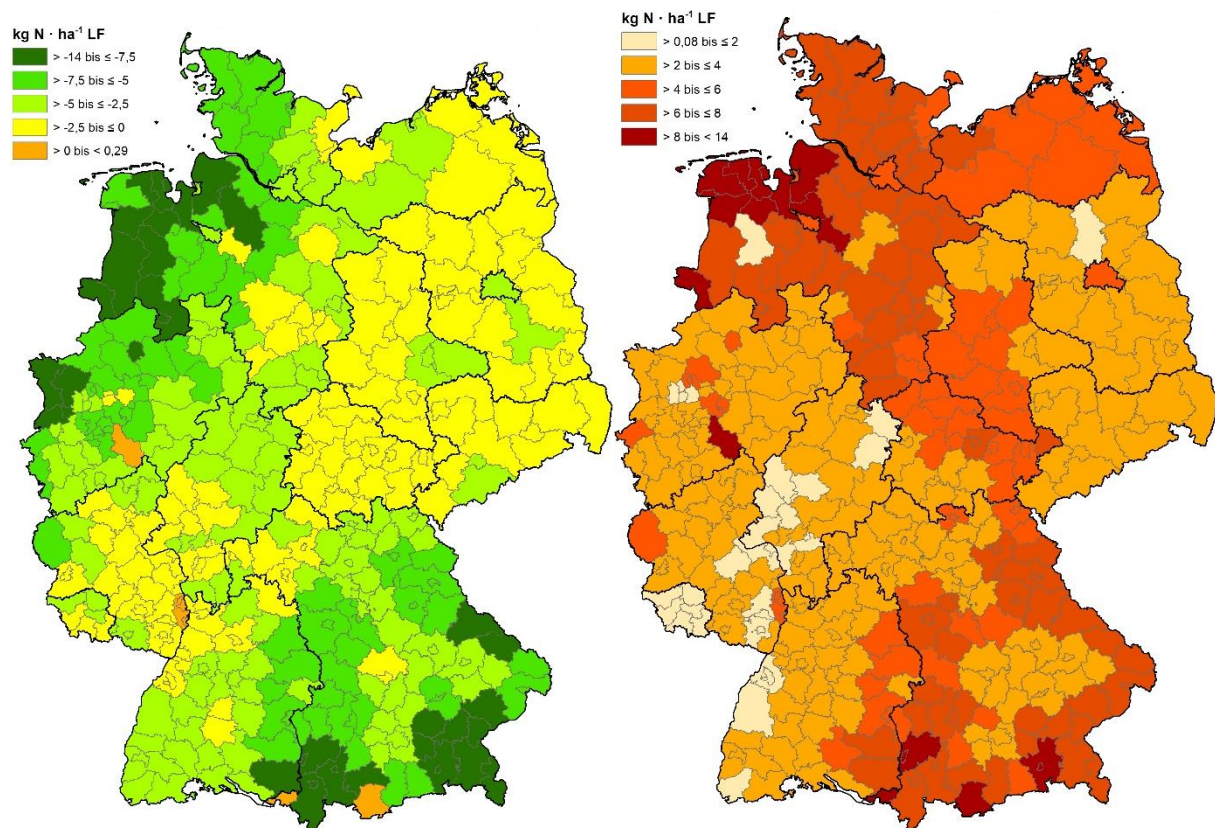 kg N · ha⁻¹ LF
> -14 bis ≤ -7,5
> -7,5 bis ≤ -5
> -5 bis ≤ -2,5
> -2,5 bis ≤ 0
> 0 bis < 0,29
kg N · ha⁻¹ LF
> 0,08 bis ≤ 2
> 2 bis ≤ 4
> 4 bis ≤ 6
> 6 bis ≤ 8
> 8 bis < 14